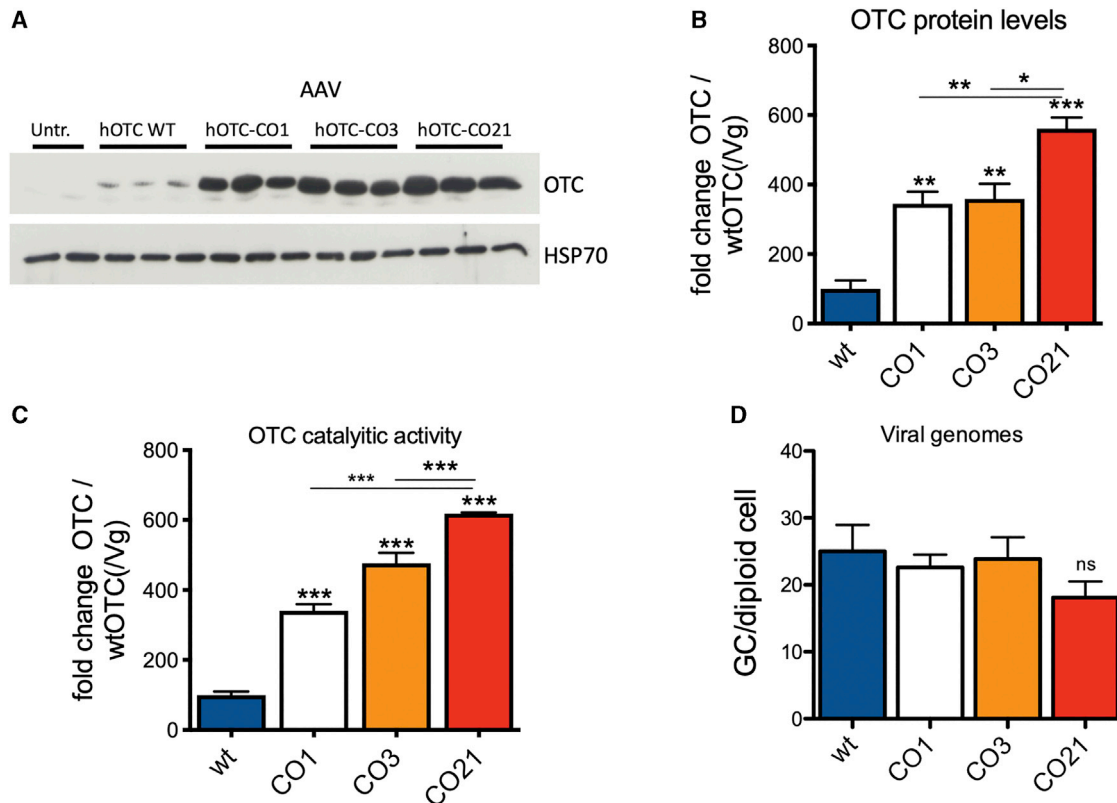 A
AAV
Untr. hOTC WT hOTC-CO1 hOTC-CO3 hOTC-CO21
OTC
HSP70
B
OTC protein levels
fold change OTC /
wtOTC(/Vg)
800
600
400
200
0
** *
** ** ***
wt CO1 CO3 CO21
C
OTC catalyitic activity
fold change OTC /
wtOTC(/Vg)
800
600
400
200
0
*** ***
*** *** ***
wt CO1 CO3 CO21
D
Viral genomes
GC/diploid cell
40
30
20
10
0
ns
wt CO1 CO3 CO21